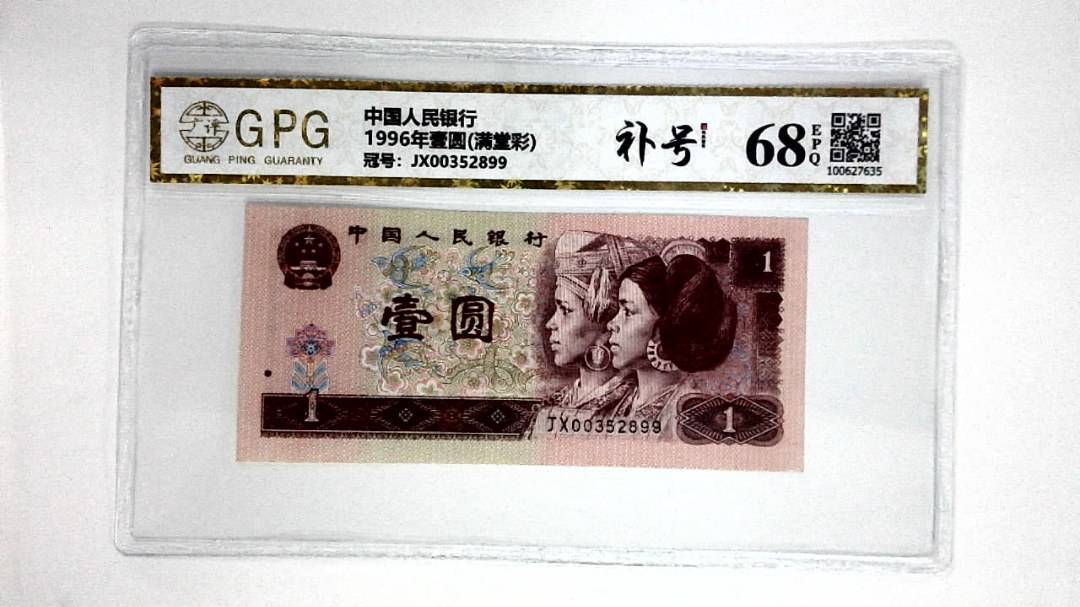 GPG
GUANG PING GUARANTY
中国人民银行
1996年壹圆(满堂彩)
冠号：JX00352899
补号
68
EPQ
100627635
中国人民银行
壹圆
1
1
JX00352899
1